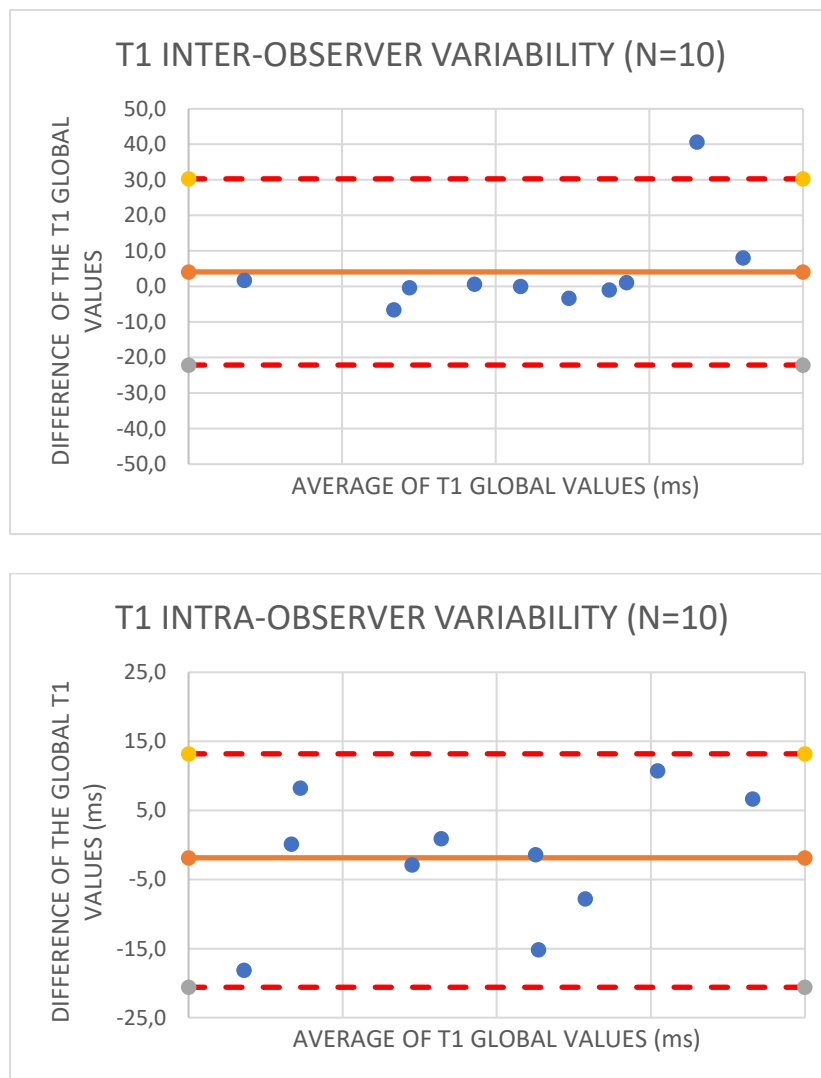 T1 INTER-OBSERVER VARIABILITY (N=10)
DIFFERENCE OF THE T1 GLOBAL
VALUES
50,0
40,0
30,0
20,0
10,0
0,0
-10,0
-20,0
-30,0
-40,0
-50,0
AVERAGE OF T1 GLOBAL VALUES (ms)
T1 INTRA-OBSERVER VARIABILITY (N=10)
DIFFERENCE OF THE GLOBAL T1
VALUES (ms)
25,0
15,0
5,0
-5,0
-15,0
-25,0
AVERAGE OF T1 GLOBAL VALUES (ms)